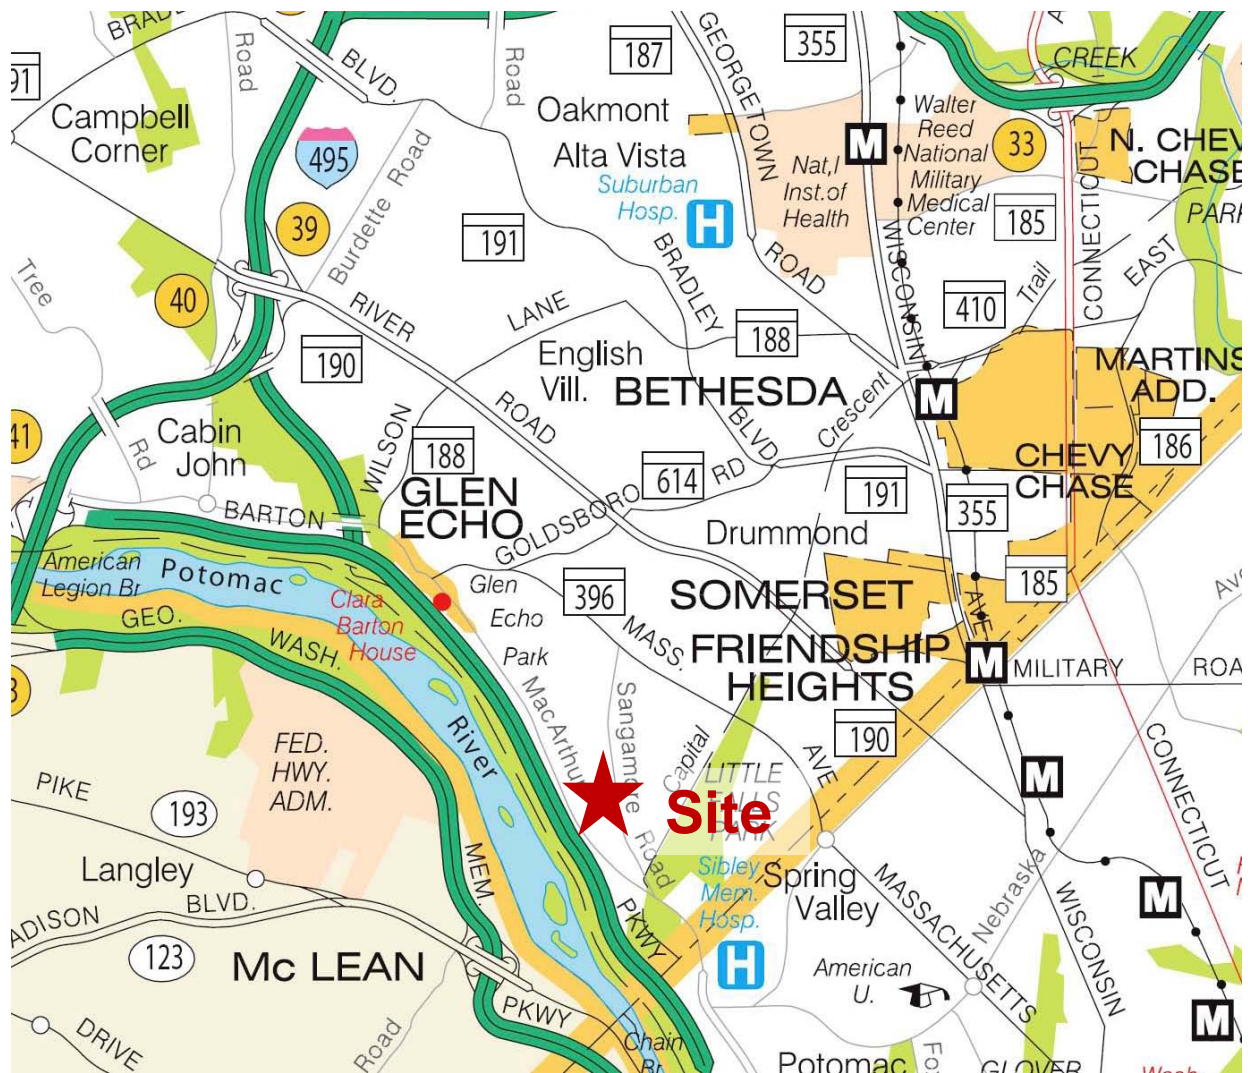 BRAD
Road
BLVD.
Road
187
GEORGETOWN
355
CREEK
91
Campbell
Corner
495
Burdette Road
Oakmont
Alta Vista
Suburban
Hosp.
H
Nat,l
Inst.of
Health
M
Walter
Reed
National
Military
Medical
Center
33
N. CHEV
CHASE
PARK
185
CONNECTICUT
EAST
39
191
BRADLEY
ROAD
WISCONSIN
Tree
40
RIVER
LANE
410
Trail
190
English
Vill.
188
BETHESDA
M
MARTINS
ADD.
41
Rd
Cabin
John
WILSON
ROAD
188
BLVD
Crescent
186
CHEVY
CHASE
GLEN
ECHO
614
RD
GOLDSBORO
191
355
BARTON
Drummond
American
Legion Br
Potomac
Clara
Barton
House
Glen
Echo
Park
396
MASS.
SOMERSET
185
AVE
Ave
GEO.
WASH.
FRIENDSHIP
HEIGHTS
M
MILITARY
ROA
3
FED.
HWY.
ADM.
River
MacArthur
Sangamore
Road
Capital
LITTLE
FALLS
PARK
Site
AVE
190
M
CONNECTICUT
PIKE
193
Langley
MEM.
BLVD.
ADISON
123
Mc LEAN
Sibley
Mem.
Hosp.
H
Spring
Valley
MASSACHUSETTS
Nebraska
WISCONSIN
M
PKWY
American
U.
M
PKWY
DRIVE
Road
Chain
Br
Potomac
Fox
GLOVER
Wash